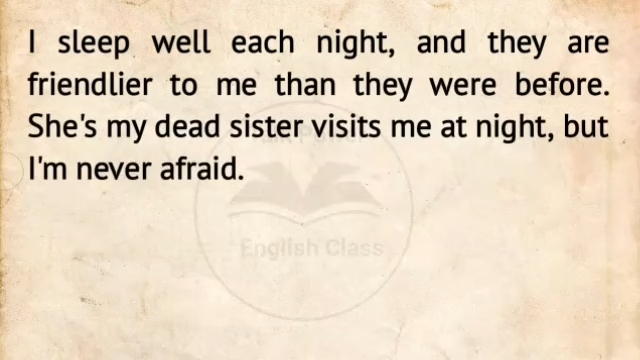 I sleep well each night, and they are
friendlier to me than they were before.
She's my dead sister visits me at night, but
I'm never afraid.
English Class